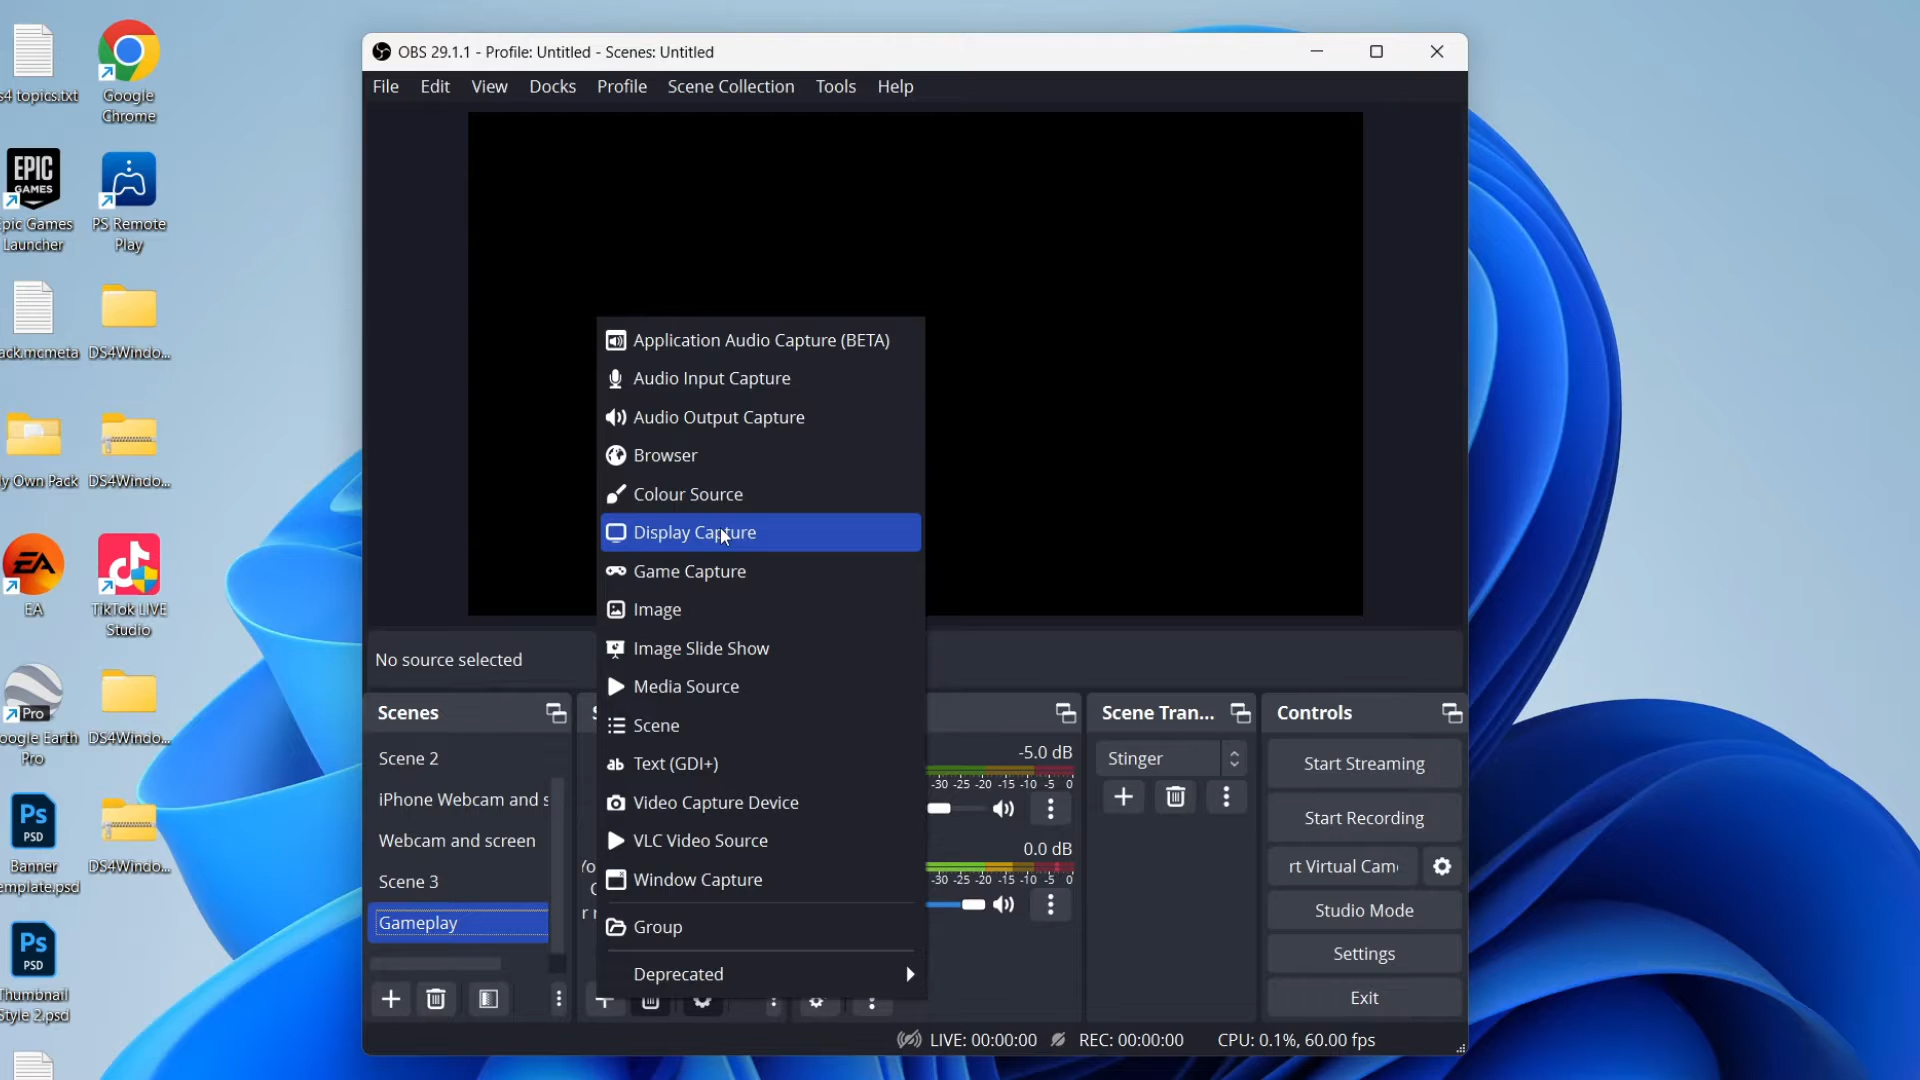 s4 topics.txt
Google
Chrome
EPIC
GAMES
Epic Games
Launcher
PS Remote
Play
ack.mcmeta
DS4Windo...
ly Own Pack
DS4Windo...
EA
EA
TikTok LIVE
Studio
Pro
oogle Earth
Pro
DS4Windo...
Ps
PSD
Banner
emplate.psd
DS4Windo...
Ps
PSD
Thumbnail
Style 2.psd
OBS 29.1.1 - Profile: Untitled - Scenes: Untitled
File Edit View Docks Profile Scene Collection Tools Help
Application Audio Capture (BETA)
Audio Input Capture
Audio Output Capture
Browser
Colour Source
Display Capture
Game Capture
Image
Image Slide Show
Media Source
Scene
ab Text (GDI+)
Video Capture Device
VLC Video Source
Window Capture
Group
Deprecated
No source selected
Scenes
Scene 2
iPhone Webcam and s
Webcam and screen
Scene 3
Gameplay
-5.0 dB
-30 -25 -20 -15 -10 -5 0
0.0 dB
-30 -25 -20 -15 -10 -5 0
Scene Tran...
Stinger
Controls
Start Streaming
Start Recording
rt Virtual Cam
Studio Mode
Settings
Exit
LIVE: 00:00:00 REC: 00:00:00 CPU: 0.1%, 60.00 fps